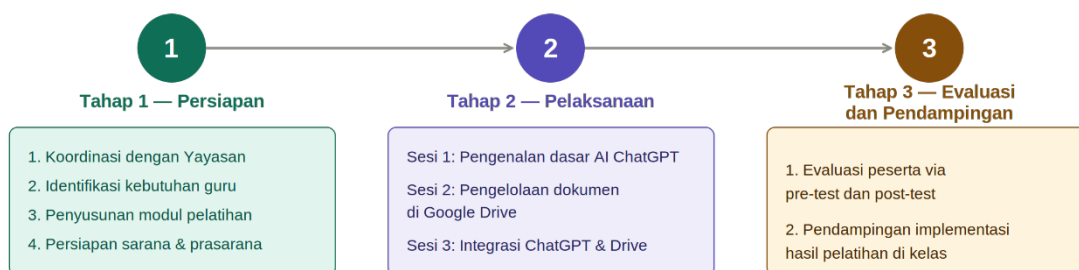 1
2
3
Tahap 1 — Persiapan
Tahap 2 — Pelaksanaan
Tahap 3 — Evaluasi
dan Pendampingan
1. Koordinasi dengan Yayasan
2. Identifikasi kebutuhan guru
3. Penyusunan modul pelatihan
4. Persiapan sarana & prasarana
Sesi 1: Pengenalan dasar AI ChatGPT
Sesi 2: Pengelolaan dokumen
di Google Drive
Sesi 3: Integrasi ChatGPT & Drive
1. Evaluasi peserta via
pre-test dan post-test
2. Pendampingan implementasi
hasil pelatihan di kelas